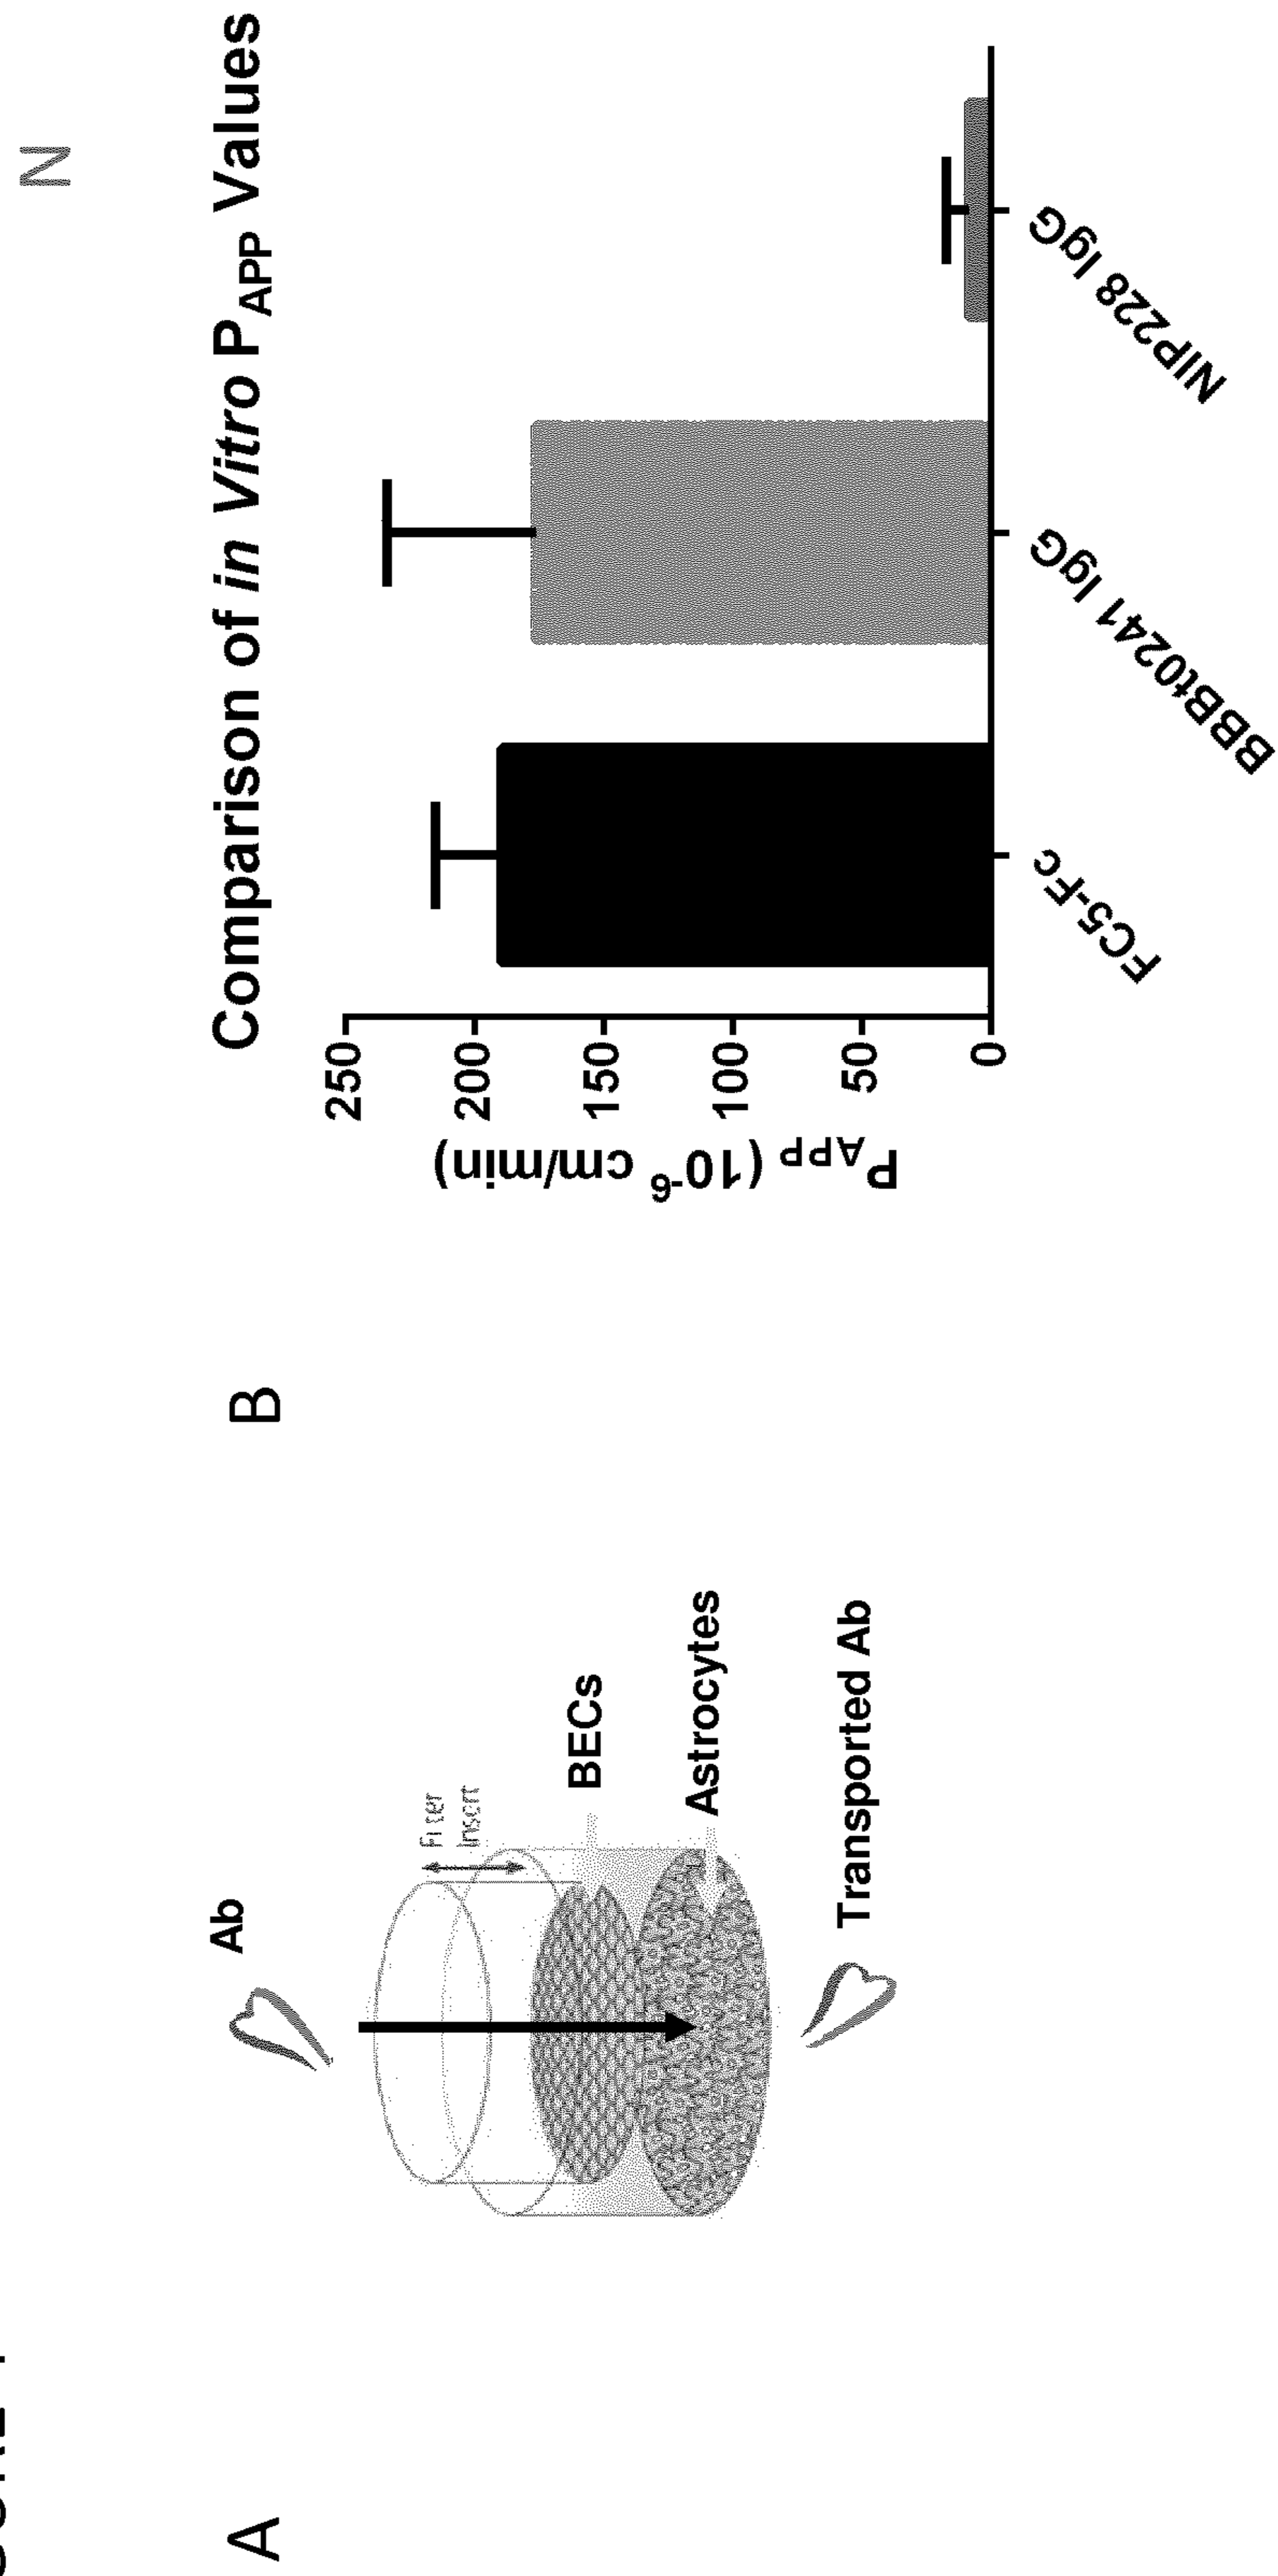 N
A
Ab
Filter
Insert
BECs
Astrocytes
Transported Ab
B
Comparison of in Vitro PAPP Values
PAPP (10-6 cm/min)
250
200
150
100
50
0
FC5-Fc
BBBt0241 IgG
NIP228 IgG